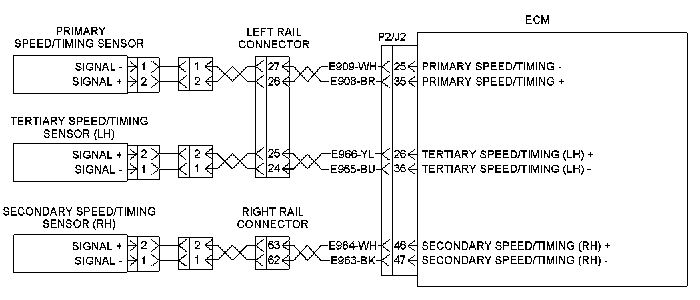 ECM
PRIMARY
SPEED/TIMING SENSOR
LEFT RAIL
CONNECTOR
P2/J2
SIGNAL - 1 1 27 E909-WH 25 PRIMARY SPEED/TIMING -
SIGNAL + 2 2 26 E908-BR 35 PRIMARY SPEED/TIMING +
TERTIARY SPEED/TIMING
SENSOR (LH)
SIGNAL + 2 2 25 E966-YL 26 TERTIARY SPEED/TIMING (LH) +
SIGNAL - 1 1 24 E965-BU 36 TERTIARY SPEED/TIMING (LH) -
SECONDARY SPEED/TIMING
SENSOR (RH)
RIGHT RAIL
CONNECTOR
SIGNAL + 2 2 63 E964-WH 46 SECONDARY SPEED/TIMING (RH) +
SIGNAL - 1 1 62 E963-BK 47 SECONDARY SPEED/TIMING (RH) -